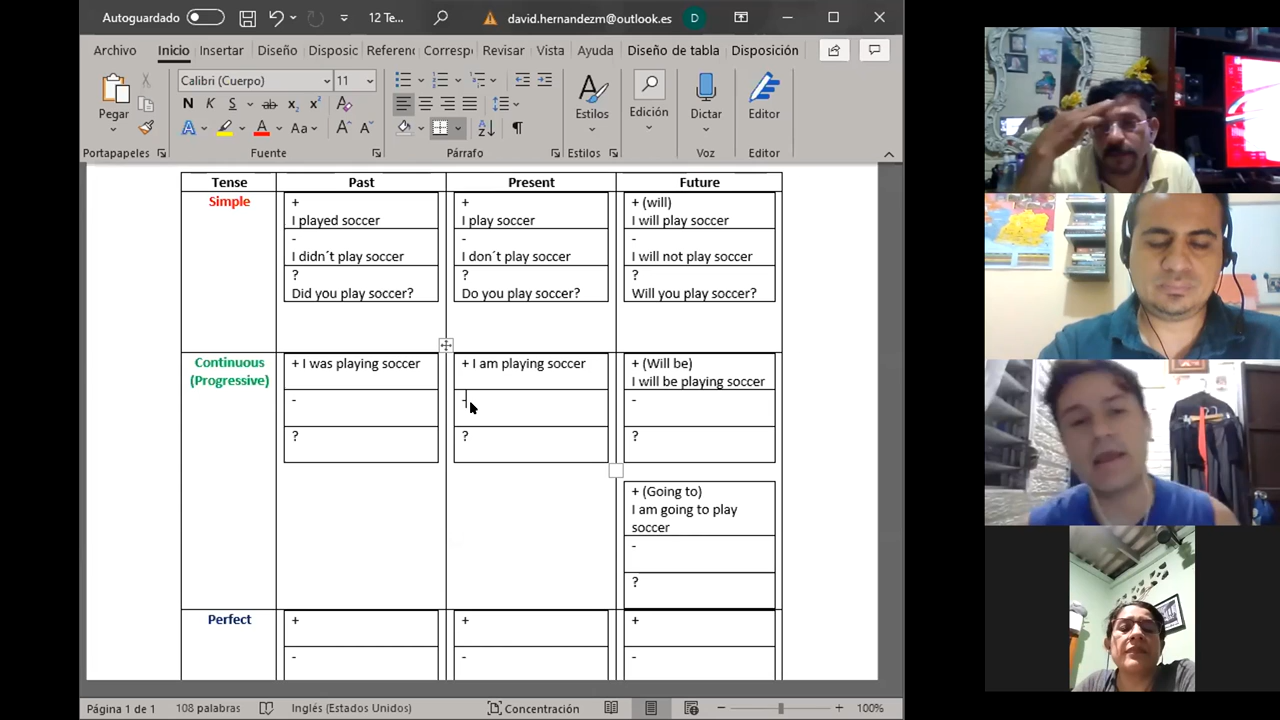 Autoguardado
12 Te...
david.hernandezm@outlook.es
D
Archivo Inicio Insertar Diseño Disposic Referenc Corresp Revisar Vista Ayuda Diseño de tabla Disposición
Pegar
Calibri (Cuerpo) 11
N K S ab x₂ x²
A A Aa A A
Estilos
Edición
Dictar
Editor
Portapapeles Fuente Párrafo Estilos Voz Editor
Tense Past Present Future
Simple
+
I played soccer
-
I didn´t play soccer
?
Did you play soccer?
+
I play soccer
-
I don´t play soccer
?
Do you play soccer?
+ (will)
I will play soccer
-
I will not play soccer
?
Will you play soccer?
Continuous
(Progressive)
+ I was playing soccer
-
?
+ I am playing soccer
-
?
+ (Will be)
I will be playing soccer
-
?
+ (Going to)
I am going to play
soccer
-
?
Perfect
+
-
+
-
+
-
Página 1 de 1 108 palabras Inglés (Estados Unidos) Concentración 100%